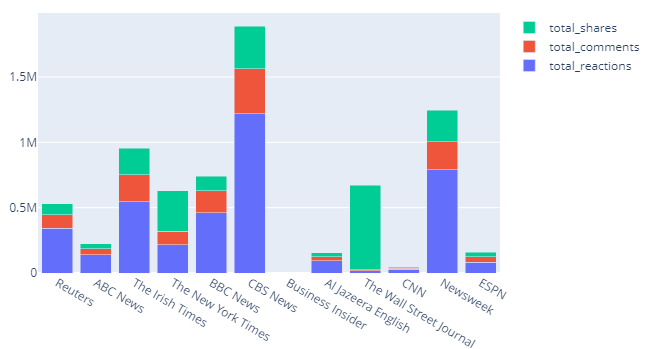 total_shares
total_comments
total_reactions
1.5M
1M
0.5M
0
Reuters
ABC News
The Irish Times
The New York Times
BBC News
CBS News
Business Insider
Al Jazeera English
The Wall Street Journal
CNN
Newsweek
ESPN